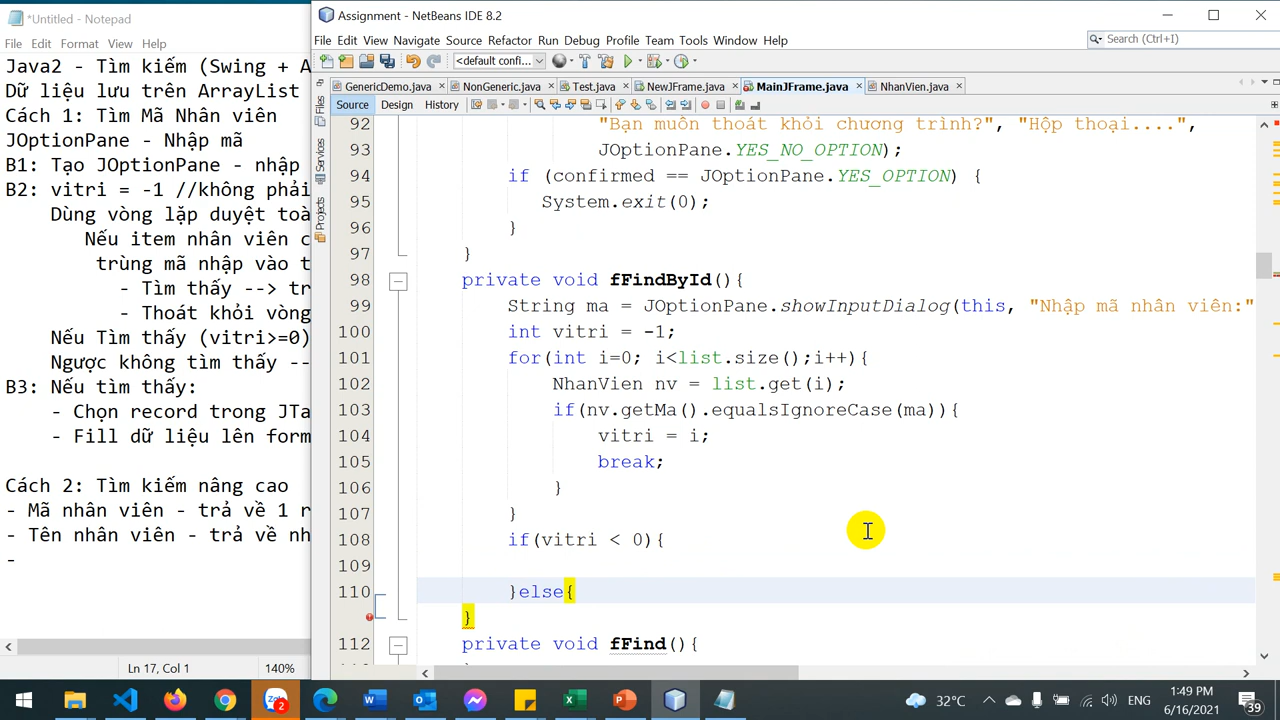 *Untitled - Notepad
File Edit Format View Help
Java2 - Tìm kiếm (Swing + A
Dữ liệu lưu trên ArrayList
Cách 1: Tìm Mã Nhân viên
JOptionPane - Nhập mã
B1: Tạo JOptionPane - nhập
B2: vitri = -1 //không phải
Dùng vòng lặp duyệt toà
Nếu item nhân viên c
trùng mã nhập vào t
- Tìm thấy --> tr
- Thoát khỏi vòng
Nếu Tìm thấy (vitri>=0)
Ngược không tìm thấy --
B3: Nếu tìm thấy:
- Chọn record trong JTa
- Fill dữ liệu lên form
Cách 2: Tìm kiếm nâng cao
- Mã nhân viên - trả về 1 r
- Tên nhân viên - trả về nh
-
Ln 17, Col 1 140%
Assignment - NetBeans IDE 8.2
File Edit View Navigate Source Refactor Run Debug Profile Team Tools Window Help
Search (Ctrl+I)
<default confi...
GenericDemo.java NonGeneric.java Test.java NewJFrame.java MainJFrame.java NhanVien.java
Source Design History
Files
Services
Projects
92 "Bạn muốn thoát khỏi chương trình?", "Hộp thoại....",
93 JOptionPane.YES_NO_OPTION);
94 if (confirmed == JOptionPane.YES_OPTION) {
95 System.exit(0);
96 }
97 }
98 private void fFindById(){
99 String ma = JOptionPane.showInputDialog(this, "Nhập mã nhân viên:"
100 int vitri = -1;
101 for(int i=0; i<list.size();i++){
102 NhanVien nv = list.get(i);
103 if(nv.getMa().equalsIgnoreCase(ma)){
104 vitri = i;
105 break;
106 }
107 }
108 if(vitri < 0){
109
110 }else{
}
112 private void fFind(){
2
32°C
ENG
1:49 PM
6/16/2021
39